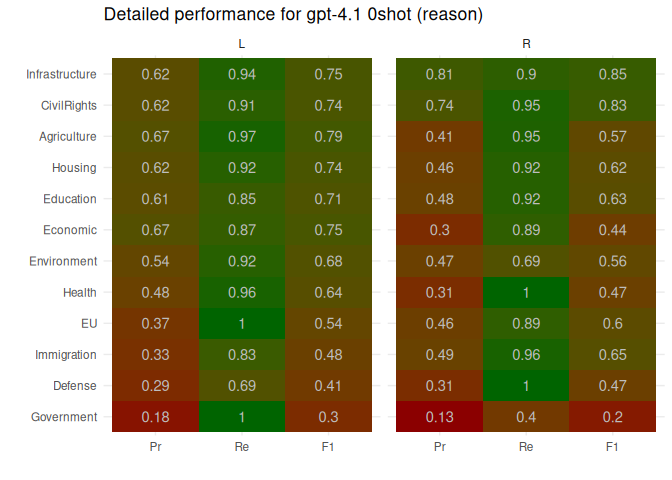 Detailed performance for gpt-4.1 0shot (reason)
L R
Infrastructure 0.62 0.94 0.75 0.81 0.9 0.85
CivilRights 0.62 0.91 0.74 0.74 0.95 0.83
Agriculture 0.67 0.97 0.79 0.41 0.95 0.57
Housing 0.62 0.92 0.74 0.46 0.92 0.62
Education 0.61 0.85 0.71 0.48 0.92 0.63
Economic 0.67 0.87 0.75 0.3 0.89 0.44
Environment 0.54 0.92 0.68 0.47 0.69 0.56
Health 0.48 0.96 0.64 0.31 1 0.47
EU 0.37 1 0.54 0.46 0.89 0.6
Immigration 0.33 0.83 0.48 0.49 0.96 0.65
Defense 0.29 0.69 0.41 0.31 1 0.47
Government 0.18 1 0.3 0.13 0.4 0.2
Pr Re F1 Pr Re F1